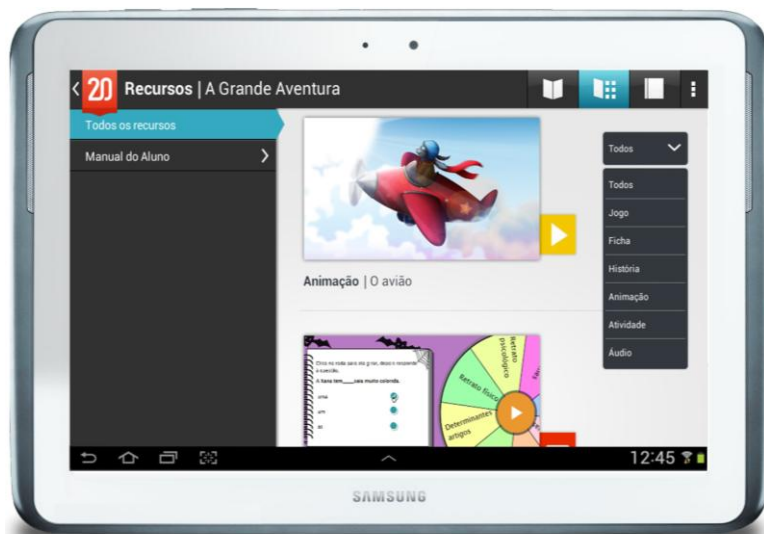 20 Recursos | A Grande Aventura
Todos os recursos
Manual do Aluno
Todos
Todos
Jogo
Ficha
História
Animação
Atividade
Áudio
Animação | O avião
Retrato psicológico
Retrato físico
Determinantes artigos
12:45
SAMSUNG